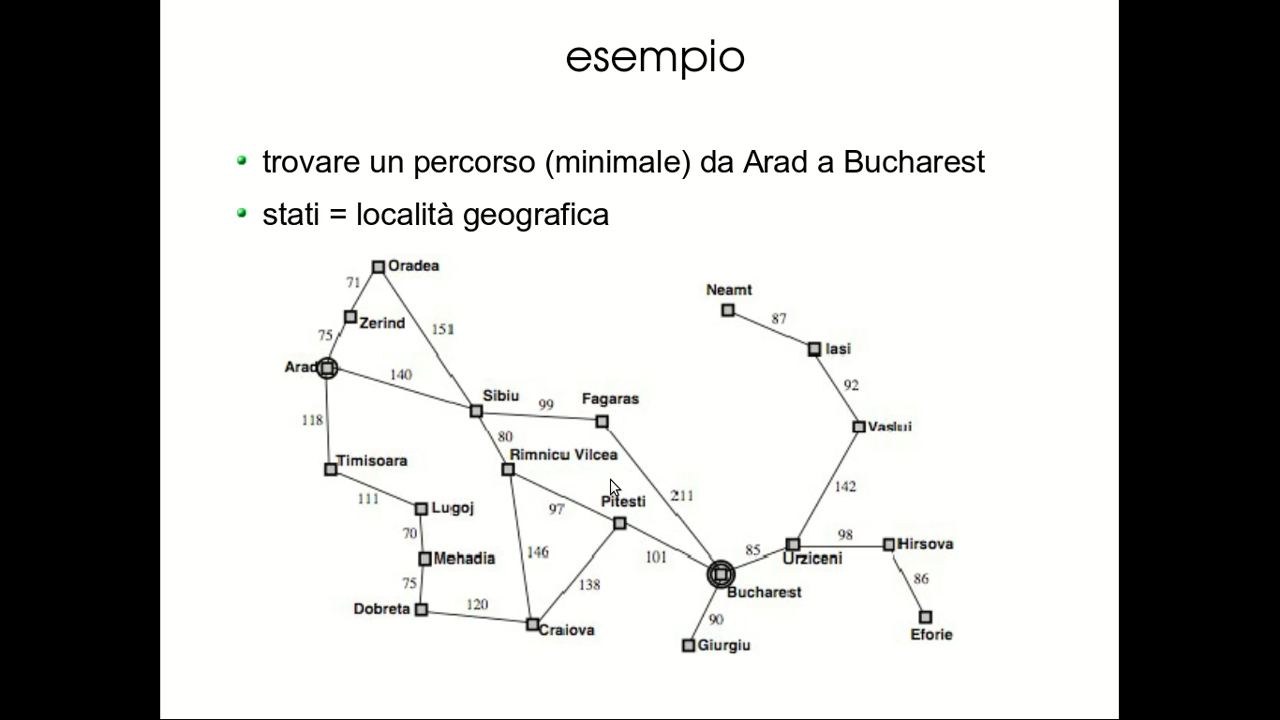 esempio
trovare un percorso (minimale) da Arad a Bucharest
stati = località geografica
Oradea
71
Neamt
Zerind
87
75
151
Iasi
Arad
140
92
Sibiu
99
Fagaras
118
80
Vaslui
Timisoara
Rimnicu Vilcea
111
211
142
Lugoj
97
Pitesti
70
98
Mehadia
146
101
85
Urziceni
Hirsova
75
138
86
Bucharest
Dobreta
120
90
Craiova
Giurgiu
Eforie